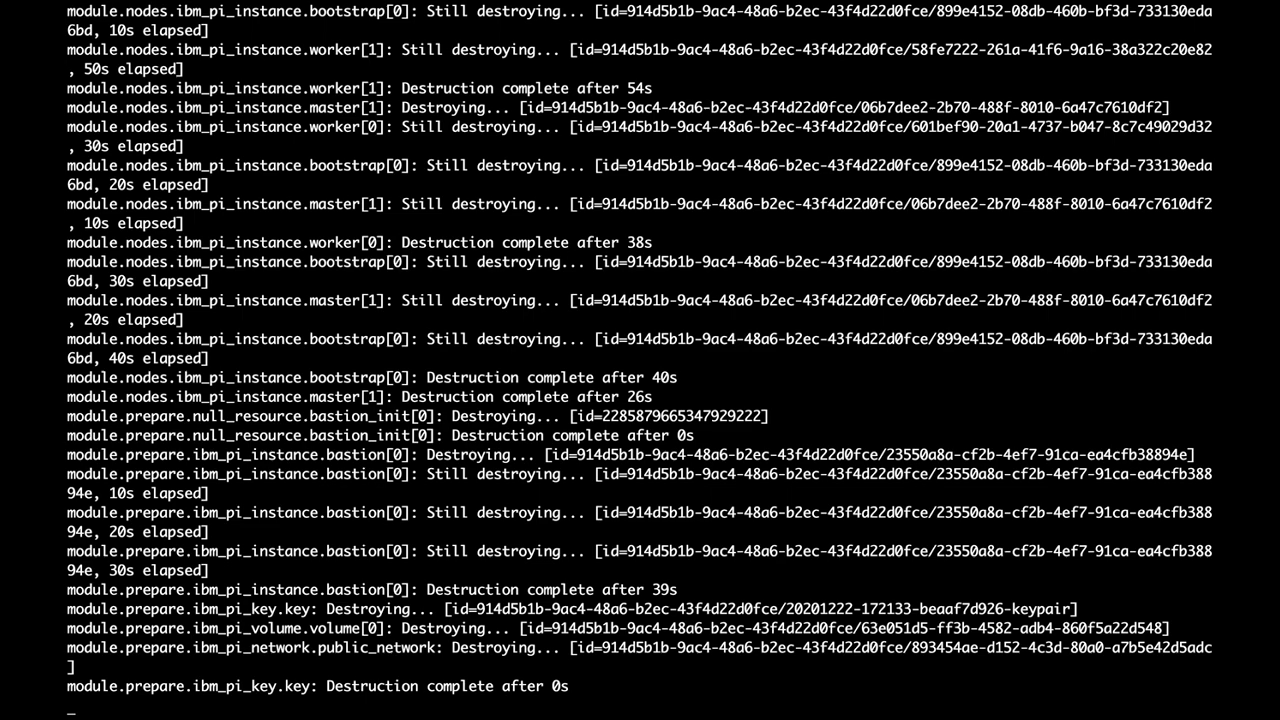 module.nodes.ibm_pi_instance.bootstrap[0]: Still destroying... [id=914d5b1b-9ac4-48a6-b2ec-43f4d22d0fce/899e4152-08db-460b-bf3d-733130eda
6bd, 10s elapsed]
module.nodes.ibm_pi_instance.worker[1]: Still destroying... [id=914d5b1b-9ac4-48a6-b2ec-43f4d22d0fce/58fe7222-261a-41f6-9a16-38a322c20e82
, 50s elapsed]
module.nodes.ibm_pi_instance.worker[1]: Destruction complete after 54s
module.nodes.ibm_pi_instance.master[1]: Destroying... [id=914d5b1b-9ac4-48a6-b2ec-43f4d22d0fce/06b7dee2-2b70-488f-8010-6a47c7610df2]
module.nodes.ibm_pi_instance.worker[0]: Still destroying... [id=914d5b1b-9ac4-48a6-b2ec-43f4d22d0fce/601bef90-20a1-4737-b047-8c7c49029d32
, 30s elapsed]
module.nodes.ibm_pi_instance.bootstrap[0]: Still destroying... [id=914d5b1b-9ac4-48a6-b2ec-43f4d22d0fce/899e4152-08db-460b-bf3d-733130eda
6bd, 20s elapsed]
module.nodes.ibm_pi_instance.master[1]: Still destroying... [id=914d5b1b-9ac4-48a6-b2ec-43f4d22d0fce/06b7dee2-2b70-488f-8010-6a47c7610df2
, 10s elapsed]
module.nodes.ibm_pi_instance.worker[0]: Destruction complete after 38s
module.nodes.ibm_pi_instance.bootstrap[0]: Still destroying... [id=914d5b1b-9ac4-48a6-b2ec-43f4d22d0fce/899e4152-08db-460b-bf3d-733130eda
6bd, 30s elapsed]
module.nodes.ibm_pi_instance.master[1]: Still destroying... [id=914d5b1b-9ac4-48a6-b2ec-43f4d22d0fce/06b7dee2-2b70-488f-8010-6a47c7610df2
, 20s elapsed]
module.nodes.ibm_pi_instance.bootstrap[0]: Still destroying... [id=914d5b1b-9ac4-48a6-b2ec-43f4d22d0fce/899e4152-08db-460b-bf3d-733130eda
6bd, 40s elapsed]
module.nodes.ibm_pi_instance.bootstrap[0]: Destruction complete after 40s
module.nodes.ibm_pi_instance.master[1]: Destruction complete after 26s
module.prepare.null_resource.bastion_init[0]: Destroying... [id=2285879665347929222]
module.prepare.null_resource.bastion_init[0]: Destruction complete after 0s
module.prepare.ibm_pi_instance.bastion[0]: Destroying... [id=914d5b1b-9ac4-48a6-b2ec-43f4d22d0fce/23550a8a-cf2b-4ef7-91ca-ea4cfb38894e]
module.prepare.ibm_pi_instance.bastion[0]: Still destroying... [id=914d5b1b-9ac4-48a6-b2ec-43f4d22d0fce/23550a8a-cf2b-4ef7-91ca-ea4cfb388
94e, 10s elapsed]
module.prepare.ibm_pi_instance.bastion[0]: Still destroying... [id=914d5b1b-9ac4-48a6-b2ec-43f4d22d0fce/23550a8a-cf2b-4ef7-91ca-ea4cfb388
94e, 20s elapsed]
module.prepare.ibm_pi_instance.bastion[0]: Still destroying... [id=914d5b1b-9ac4-48a6-b2ec-43f4d22d0fce/23550a8a-cf2b-4ef7-91ca-ea4cfb388
94e, 30s elapsed]
module.prepare.ibm_pi_instance.bastion[0]: Destruction complete after 39s
module.prepare.ibm_pi_key.key: Destroying... [id=914d5b1b-9ac4-48a6-b2ec-43f4d22d0fce/20201222-172133-beaaf7d926-keypair]
module.prepare.ibm_pi_volume.volume[0]: Destroying... [id=914d5b1b-9ac4-48a6-b2ec-43f4d22d0fce/63e051d5-ff3b-4582-adb4-860f5a22d548]
module.prepare.ibm_pi_network.public_network: Destroying... [id=914d5b1b-9ac4-48a6-b2ec-43f4d22d0fce/893454ae-d152-4c3d-80a0-a7b5e42d5adc
]
module.prepare.ibm_pi_key.key: Destruction complete after 0s